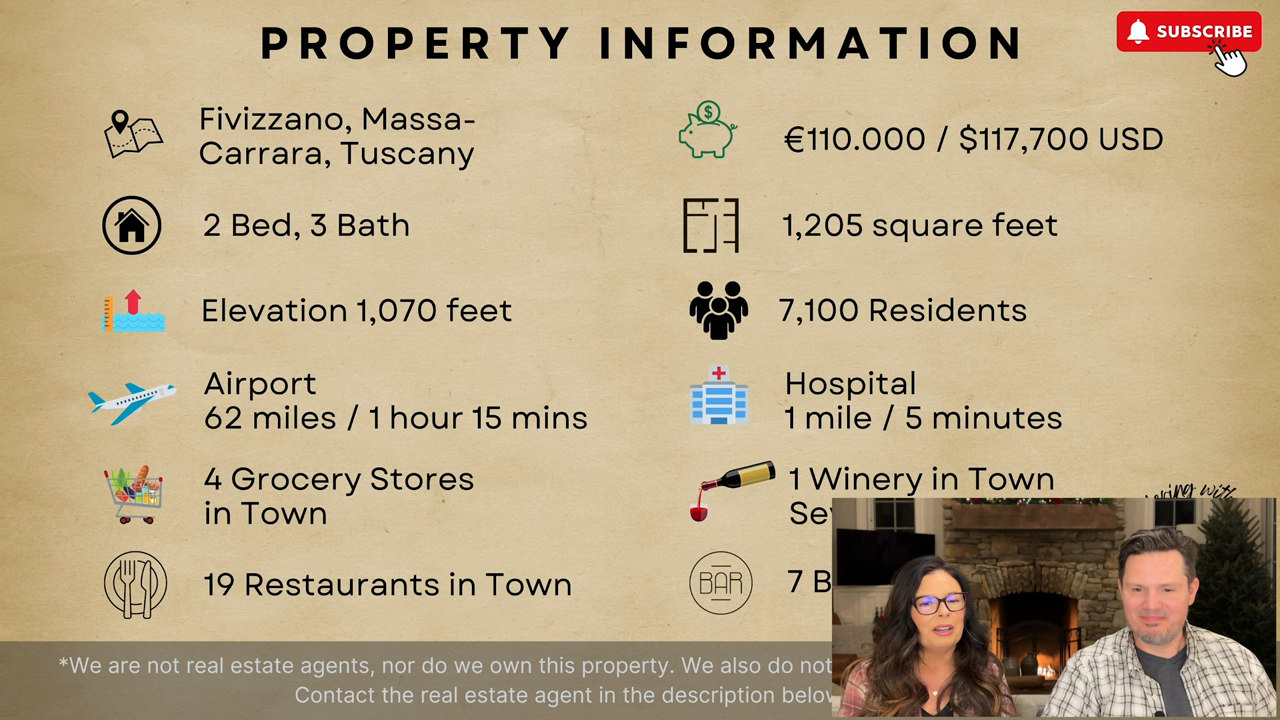 PROPERTY INFORMATION
SUBSCRIBE
Fivizzano, Massa-
Carrara, Tuscany
$
€110.000 / $117,700 USD
2 Bed, 3 Bath
1,205 square feet
Elevation 1,070 feet
7,100 Residents
Airport
62 miles / 1 hour 15 mins
Hospital
1 mile / 5 minutes
4 Grocery Stores
in Town
1 Winery in Town
19 Restaurants in Town
BAR
7
*We are not real estate agents, nor do we own this property. We also do not
Contact the real estate agent in the description below